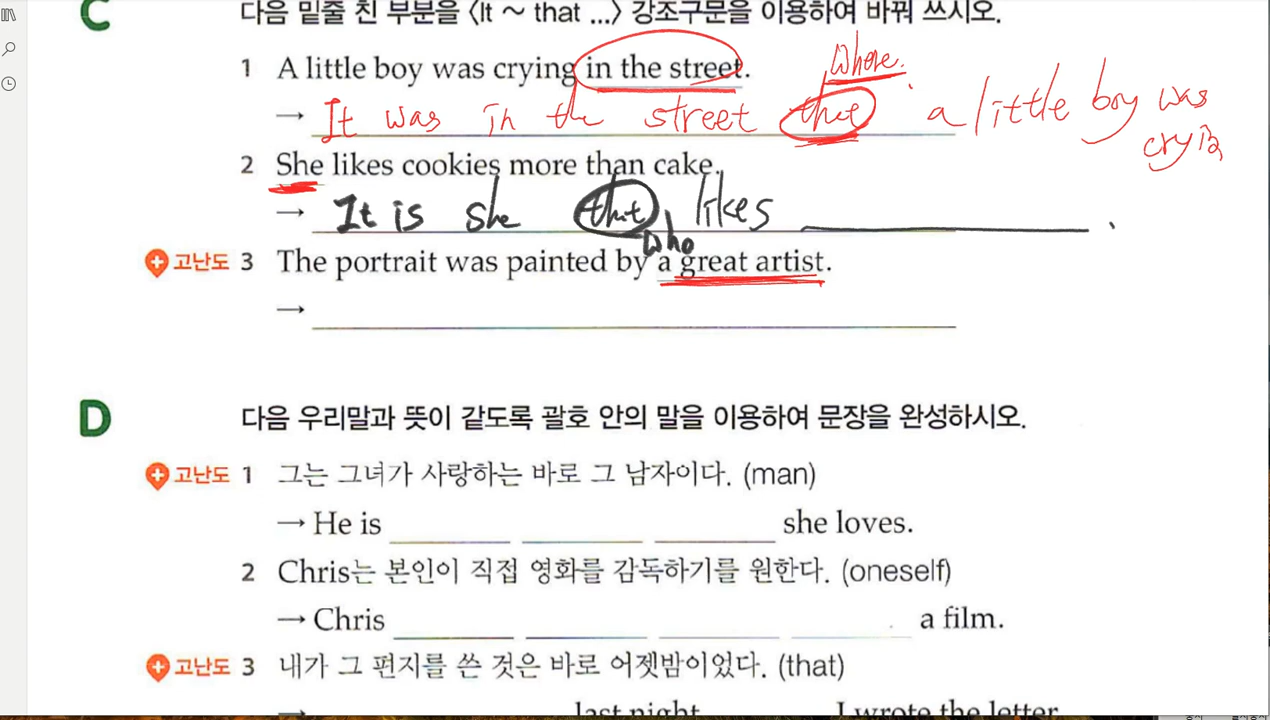 C 다음 밑줄 친 부분을 〈It ~ that ...〉 강조구문을 이용하여 바꿔 쓰시오.
1 A little boy was crying in the street.
where.
→ It was in the street that a little boy was
crying
2 She likes cookies more than cake.
→ It is she that likes .
who
고난도 3 The portrait was painted by a great artist.
→
D 다음 우리말과 뜻이 같도록 괄호 안의 말을 이용하여 문장을 완성하시오.
고난도 1 그는 그녀가 사랑하는 바로 그 남자이다. (man)
→ He is she loves.
2 Chris는 본인이 직접 영화를 감독하기를 원한다. (oneself)
→ Chris a film.
고난도 3 내가 그 편지를 쓴 것은 바로 어젯밤이었다. (that)
→ last night I wrote the letter